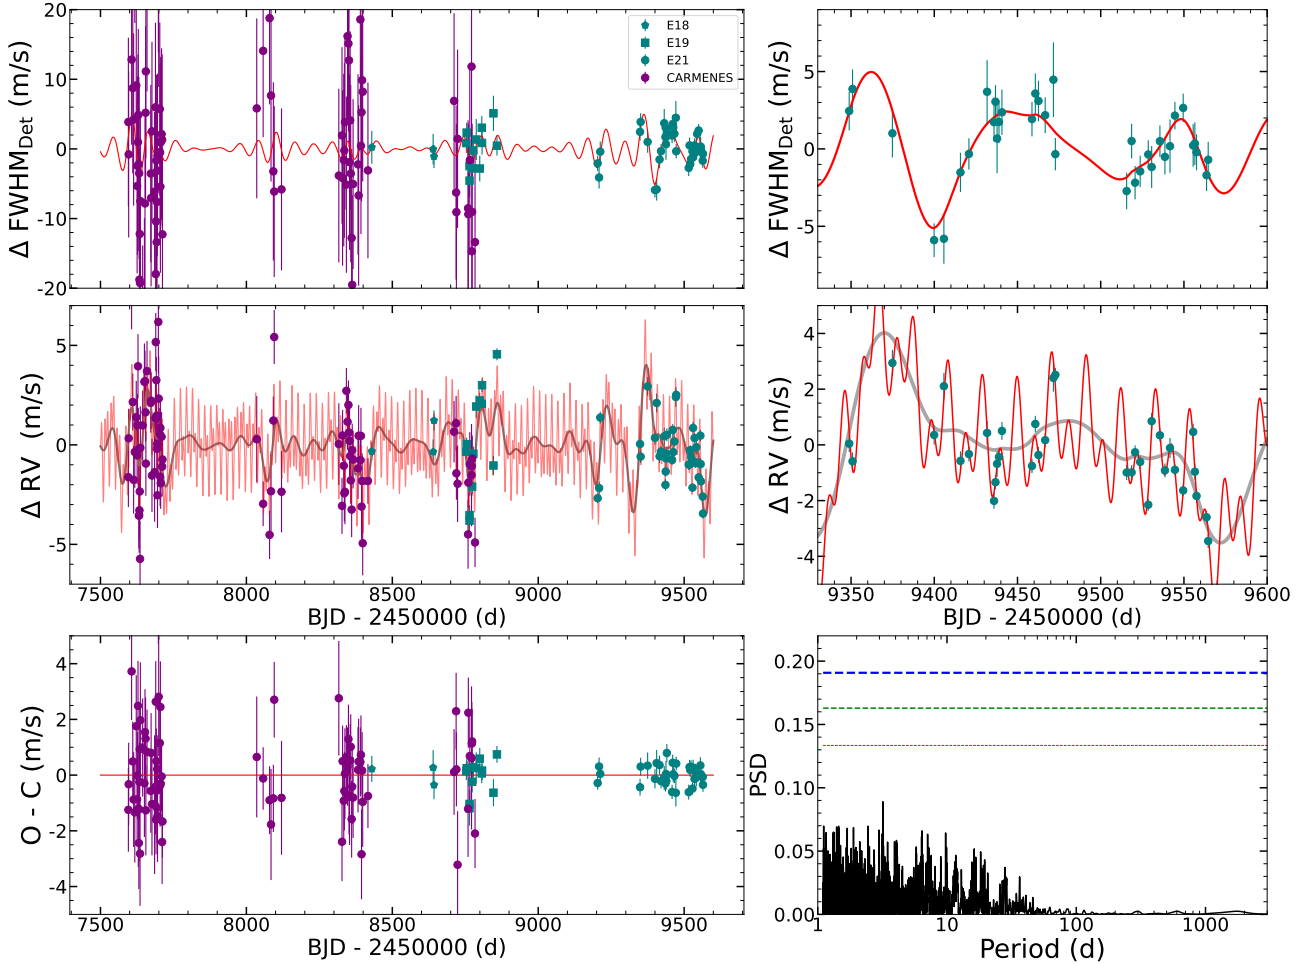 20
10
0
-10
-20
Δ FWHM_Det (m/s)
E18
E19
E21
CARMENES
5
0
-5
Δ FWHM_Det (m/s)
5
0
-5
Δ RV (m/s)
7500 8000 8500 9000 9500
BJD - 2450000 (d)
4
2
0
-2
-4
Δ RV (m/s)
9350 9400 9450 9500 9550 9600
BJD - 2450000 (d)
4
2
0
-2
-4
O - C (m/s)
7500 8000 8500 9000 9500
BJD - 2450000 (d)
0.20
0.15
0.10
0.05
0.00
PSD
1 10 100 1000
Period (d)